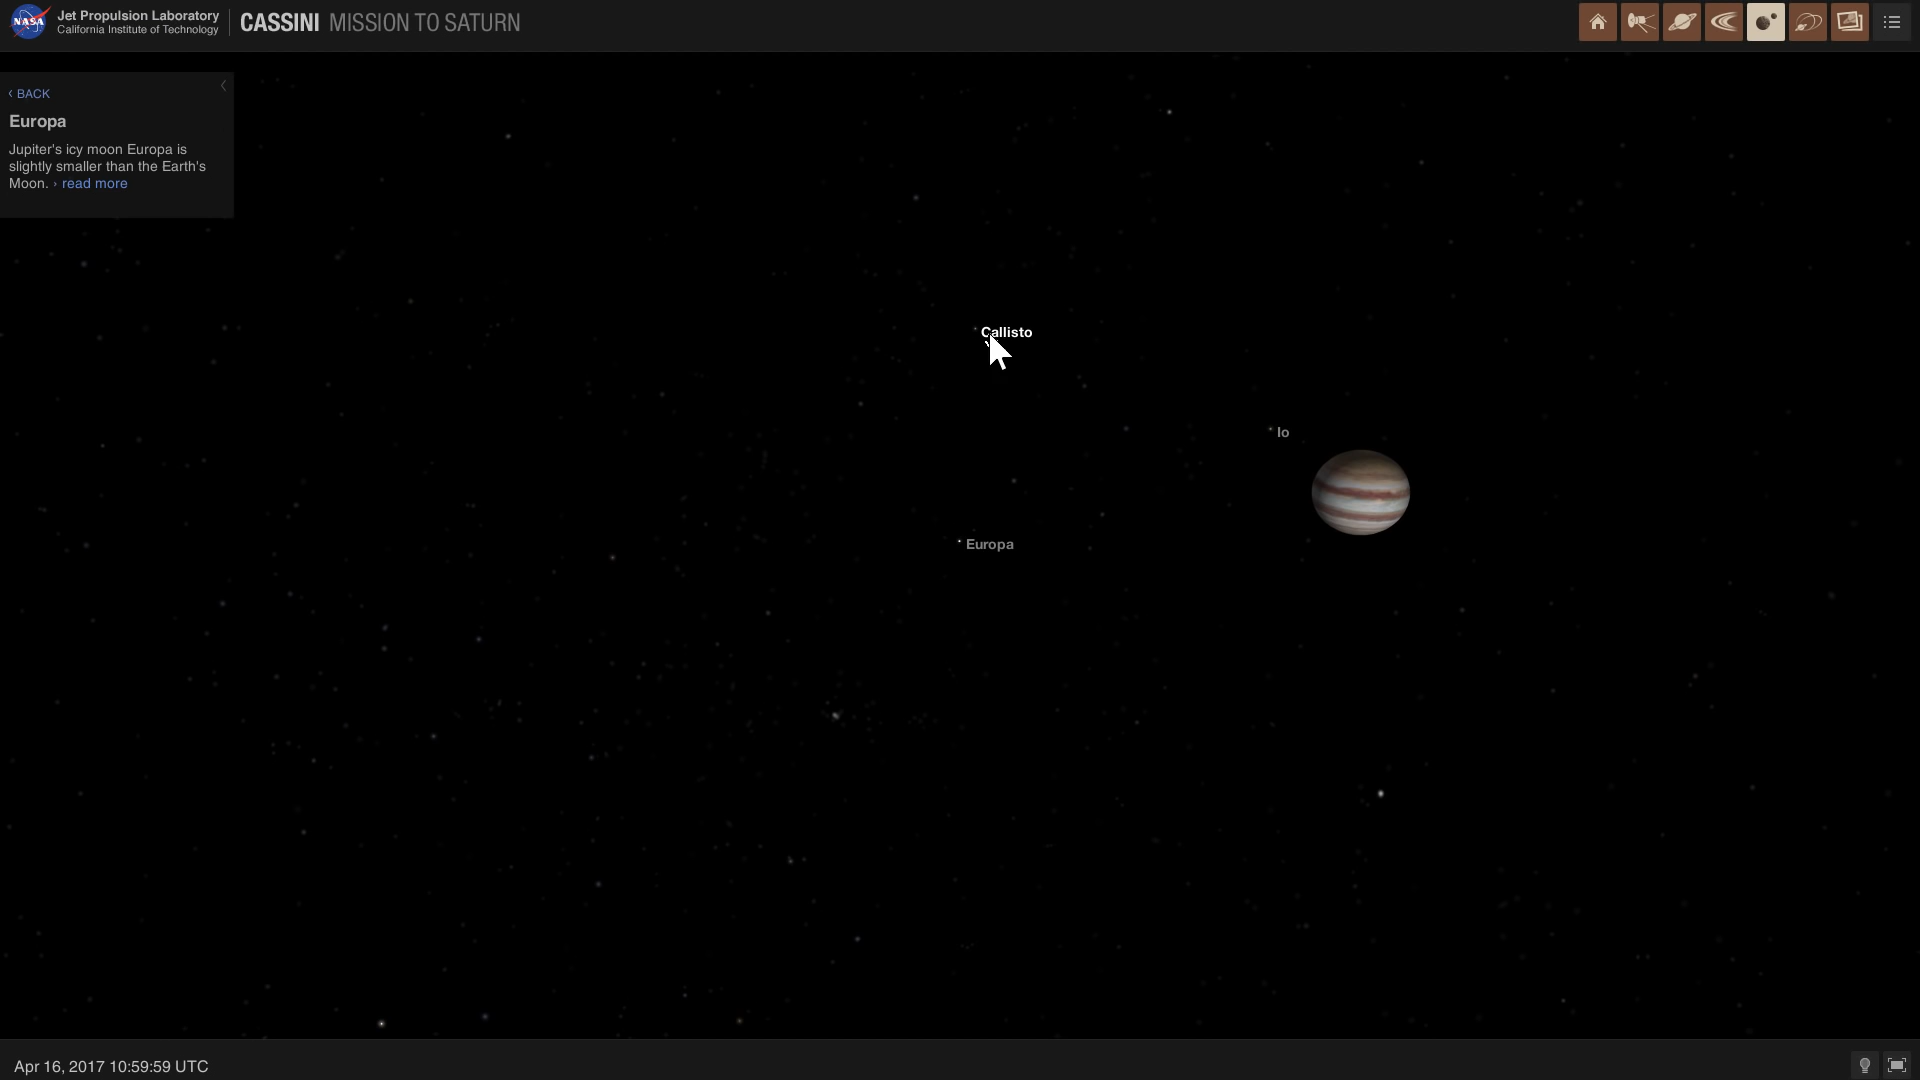 NASA
Jet Propulsion Laboratory
California Institute of Technology
CASSINI MISSION TO SATURN
‹ BACK
Europa
Jupiter's icy moon Europa is
slightly smaller than the Earth's
Moon. › read more
Callisto
Io
Europa
Apr 16, 2017 10:59:59 UTC